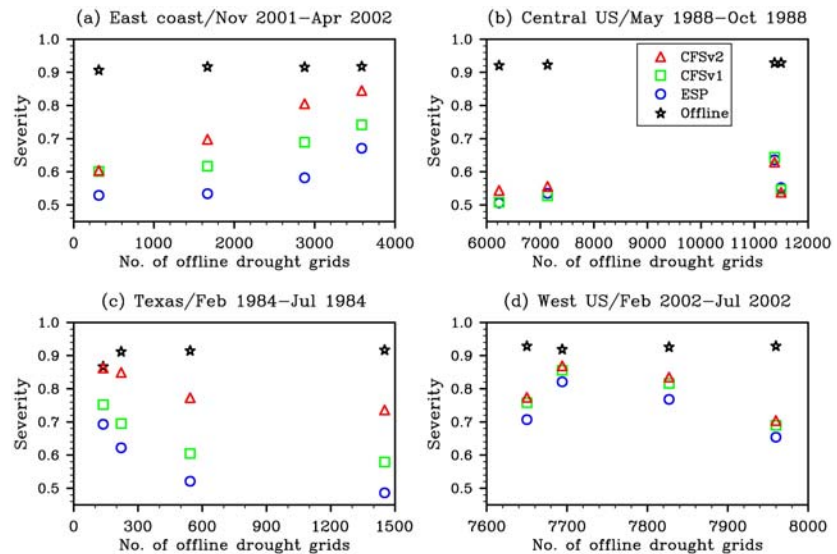 (a) East coast/Nov 2001−Apr 2002
Severity
1.0
0.9
0.8
0.7
0.6
0.5
0 1000 2000 3000 4000
No. of offline drought grids
(b) Central US/May 1988−Oct 1988
CFSv2
CFSv1
ESP
Offline
Severity
1.0
0.9
0.8
0.7
0.6
0.5
6000 7000 8000 9000 10000 11000 12000
No. of offline drought grids
(c) Texas/Feb 1984−Jul 1984
Severity
1.0
0.9
0.8
0.7
0.6
0.5
0 300 600 900 1200 1500
No. of offline drought grids
(d) West US/Feb 2002−Jul 2002
Severity
1.0
0.9
0.8
0.7
0.6
0.5
7600 7700 7800 7900 8000
No. of offline drought grids